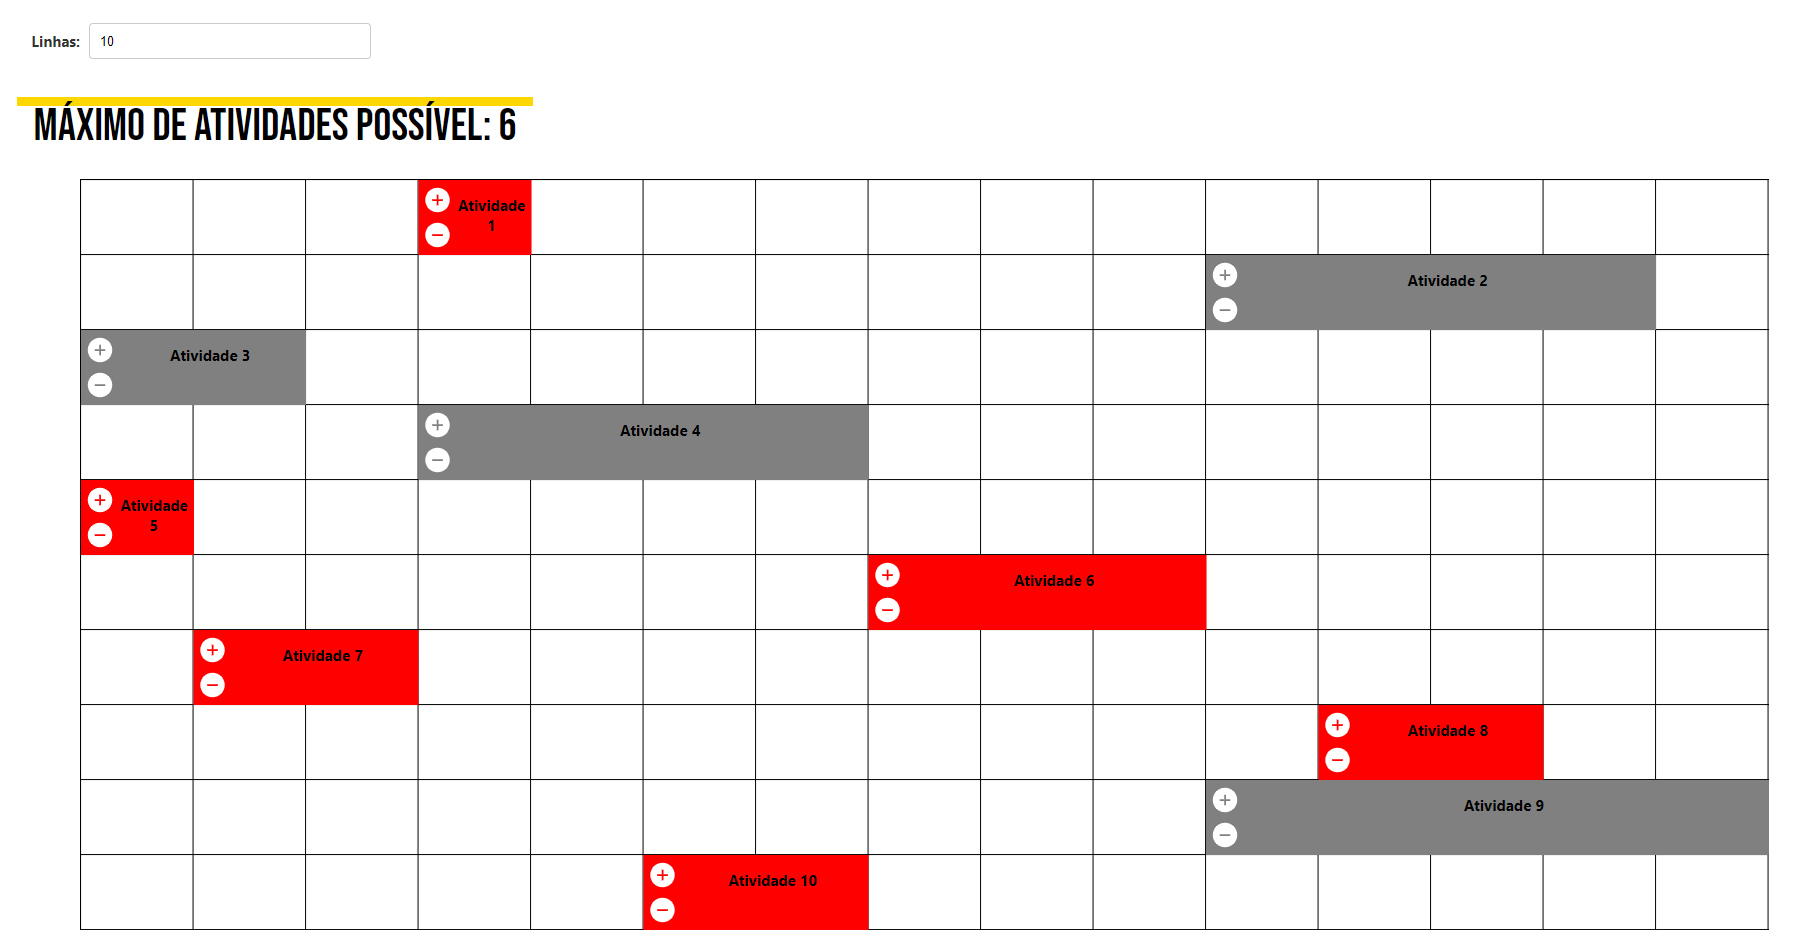 Linhas: 10
MÁXIMO DE ATIVIDADES POSSÍVEL: 6
Atividade
1
Atividade 2
Atividade 3
Atividade 4
Atividade
5
Atividade 6
Atividade 7
Atividade 8
Atividade 9
Atividade 10